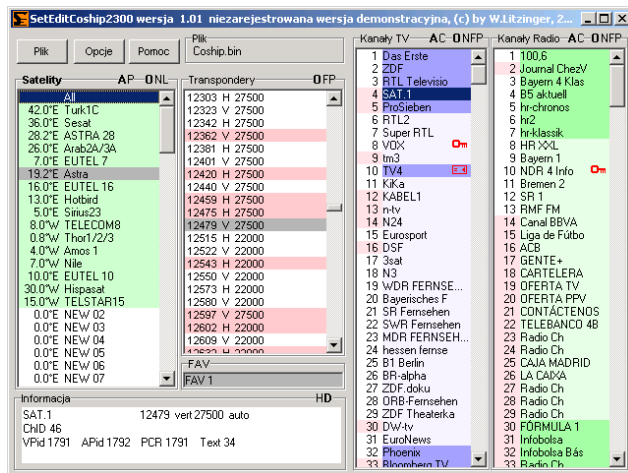 SetEditCoship2300 wersja 1.01 niezarejestrowana wersja demonstracyjna, (c) by W.Litzinger, 2...
Plik
Opcje
Pomoc
Plik
Coship.bin
Satelity
AP ONL
All
42.0°E Turk1C
36.0°E Sesat
28.2°E ASTRA 28
26.0°E Arab2A/3A
7.0°E EUTEL 7
19.2°E Astra
16.0°E EUTEL 16
13.0°E Hotbird
5.0°E Sirius23
8.0°W TELECOM8
0.8°W Thor1/2/3
4.0°W Amos 1
7.0°W Nile
10.0°E EUTEL 10
30.0°W Hispasat
15.0°W TELSTAR15
0.0°E NEW 02
0.0°E NEW 03
0.0°E NEW 04
0.0°E NEW 05
0.0°E NEW 06
0.0°E NEW 07
Transpondery
OFP
12303 H 27500
12323 V 27500
12342 H 27500
12362 V 27500
12381 H 27500
12401 V 27500
12420 H 27500
12440 V 27500
12459 H 27500
12475 H 27500
12479 V 27500
12515 H 22000
12522 V 22000
12543 H 22000
12550 V 22000
12573 H 22000
12580 V 22000
12597 V 27500
12602 H 22000
12609 V 22000
12632 H 22000
FAV
FAV 1
Kanały TV
AC ONFP
1 Das Erste
2 ZDF
3 RTL Televisio
4 SAT.1
5 ProSieben
6 RTL2
7 Super RTL
8 VOX
9 tm3
10 TV4
11 KiKa
12 KABEL1
13 n-tv
14 N24
15 Eurosport
16 DSF
17 3sat
18 N3
19 WDR FERNSE...
20 Bayerisches F
21 SR Fernsehen
22 SWR Fernsehen
23 MDR FERNSEH...
24 hessen fernse
25 B1 Berlin
26 BR-alpha
27 ZDF.doku
28 ORB-Fernsehen
29 ZDF Theaterka
30 DW-tv
31 EuroNews
32 Phoenix
33 Bloomberg TV
Kanały Radio
AC ONFP
1 100,6
2 Journal ChezV
3 Bayern 4 Klas
4 B5 aktuell
5 hr-chronos
6 hr2
7 hr-klassik
8 HR XXL
9 Bayern 1
10 NDR 4 Info
11 Bremen 2
12 SR 1
13 RMF FM
14 Canal BBVA
15 Liga de Fútbo
16 ACB
17 GENTE+
18 CARTELERA
19 OFERTA TV
20 OFERTA PPV
21 CONTÁCTENOS
22 TELEBANCO 4B
23 Radio Ch
24 Radio Ch
25 CAJA MADRID
26 LA CAIXA
27 Radio Ch
28 Radio Ch
29 Radio Ch
30 FÓRMULA 1
31 Infobolsa
32 Infobolsa Bás
33 Radio Ch
Informacja
HD
SAT.1 12479 vert 27500 auto
ChID 46
VPid 1791 APid 1792 PCR 1791 Text 34